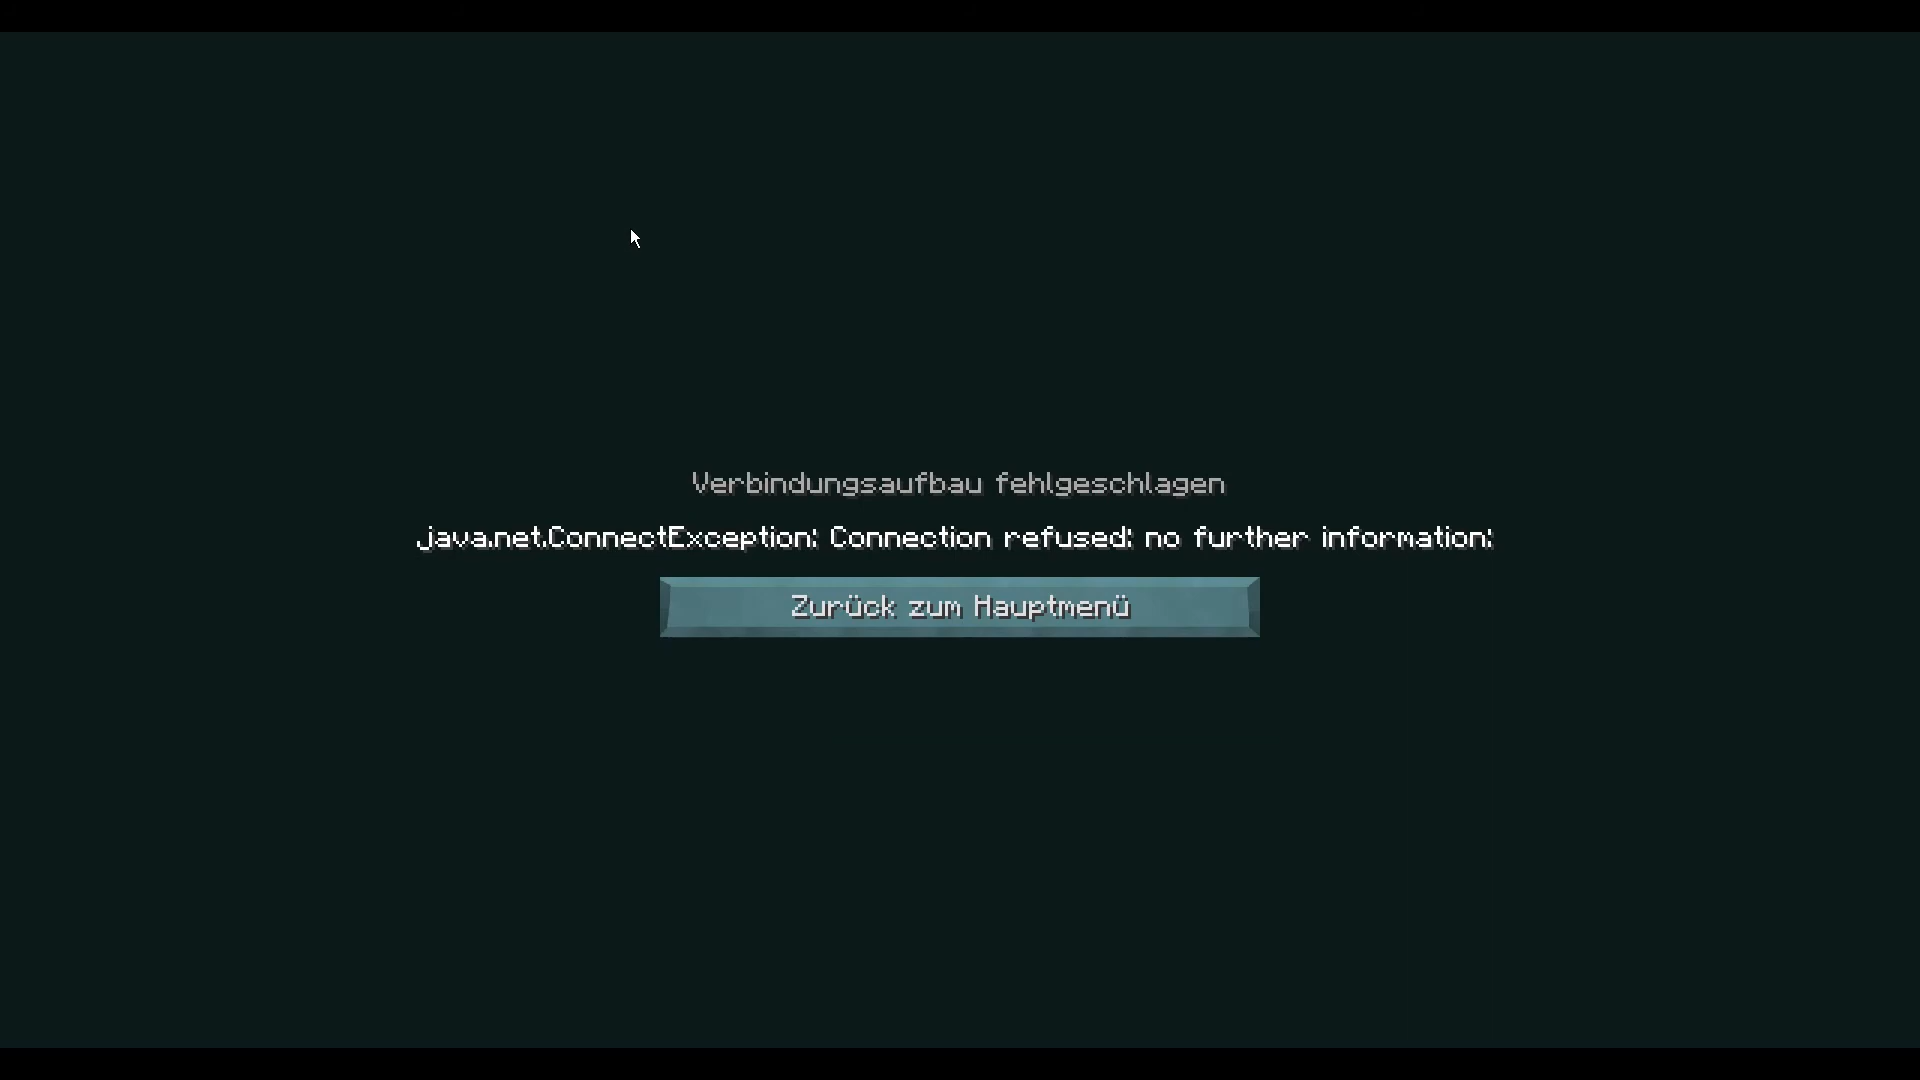 Verbindungsaufbau fehlgeschlagen
java.net.ConnectException: Connection refused: no further information:
Zurück zum Hauptmenü